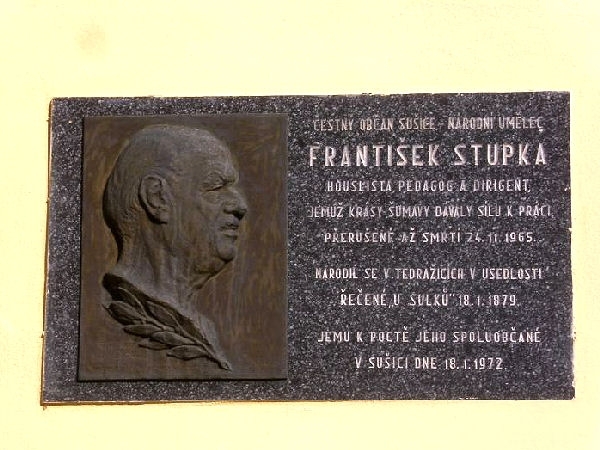 ČESTNÝ OBČAN SUŠICE - NÁRODNÍ UMĚLEC
FRANTIŠEK STUPKA
HOUSLISTA PEDAGOG A DIRIGENT,
JEMUŽ KRÁSY ŠUMAVY DÁVALY SÍLU K PRÁCI,
PŘERUŠENÉ AŽ SMRTÍ 24.11.1965.
NARODIL SE V TEDRAŽICÍCH V USEDLOSTI
ŘEČENÉ „U SULKŮ" 18.1.1879.
JEMU K POCTĚ JEHO SPOLUOBČANÉ
V SUŠICI DNE 18.1.1972.